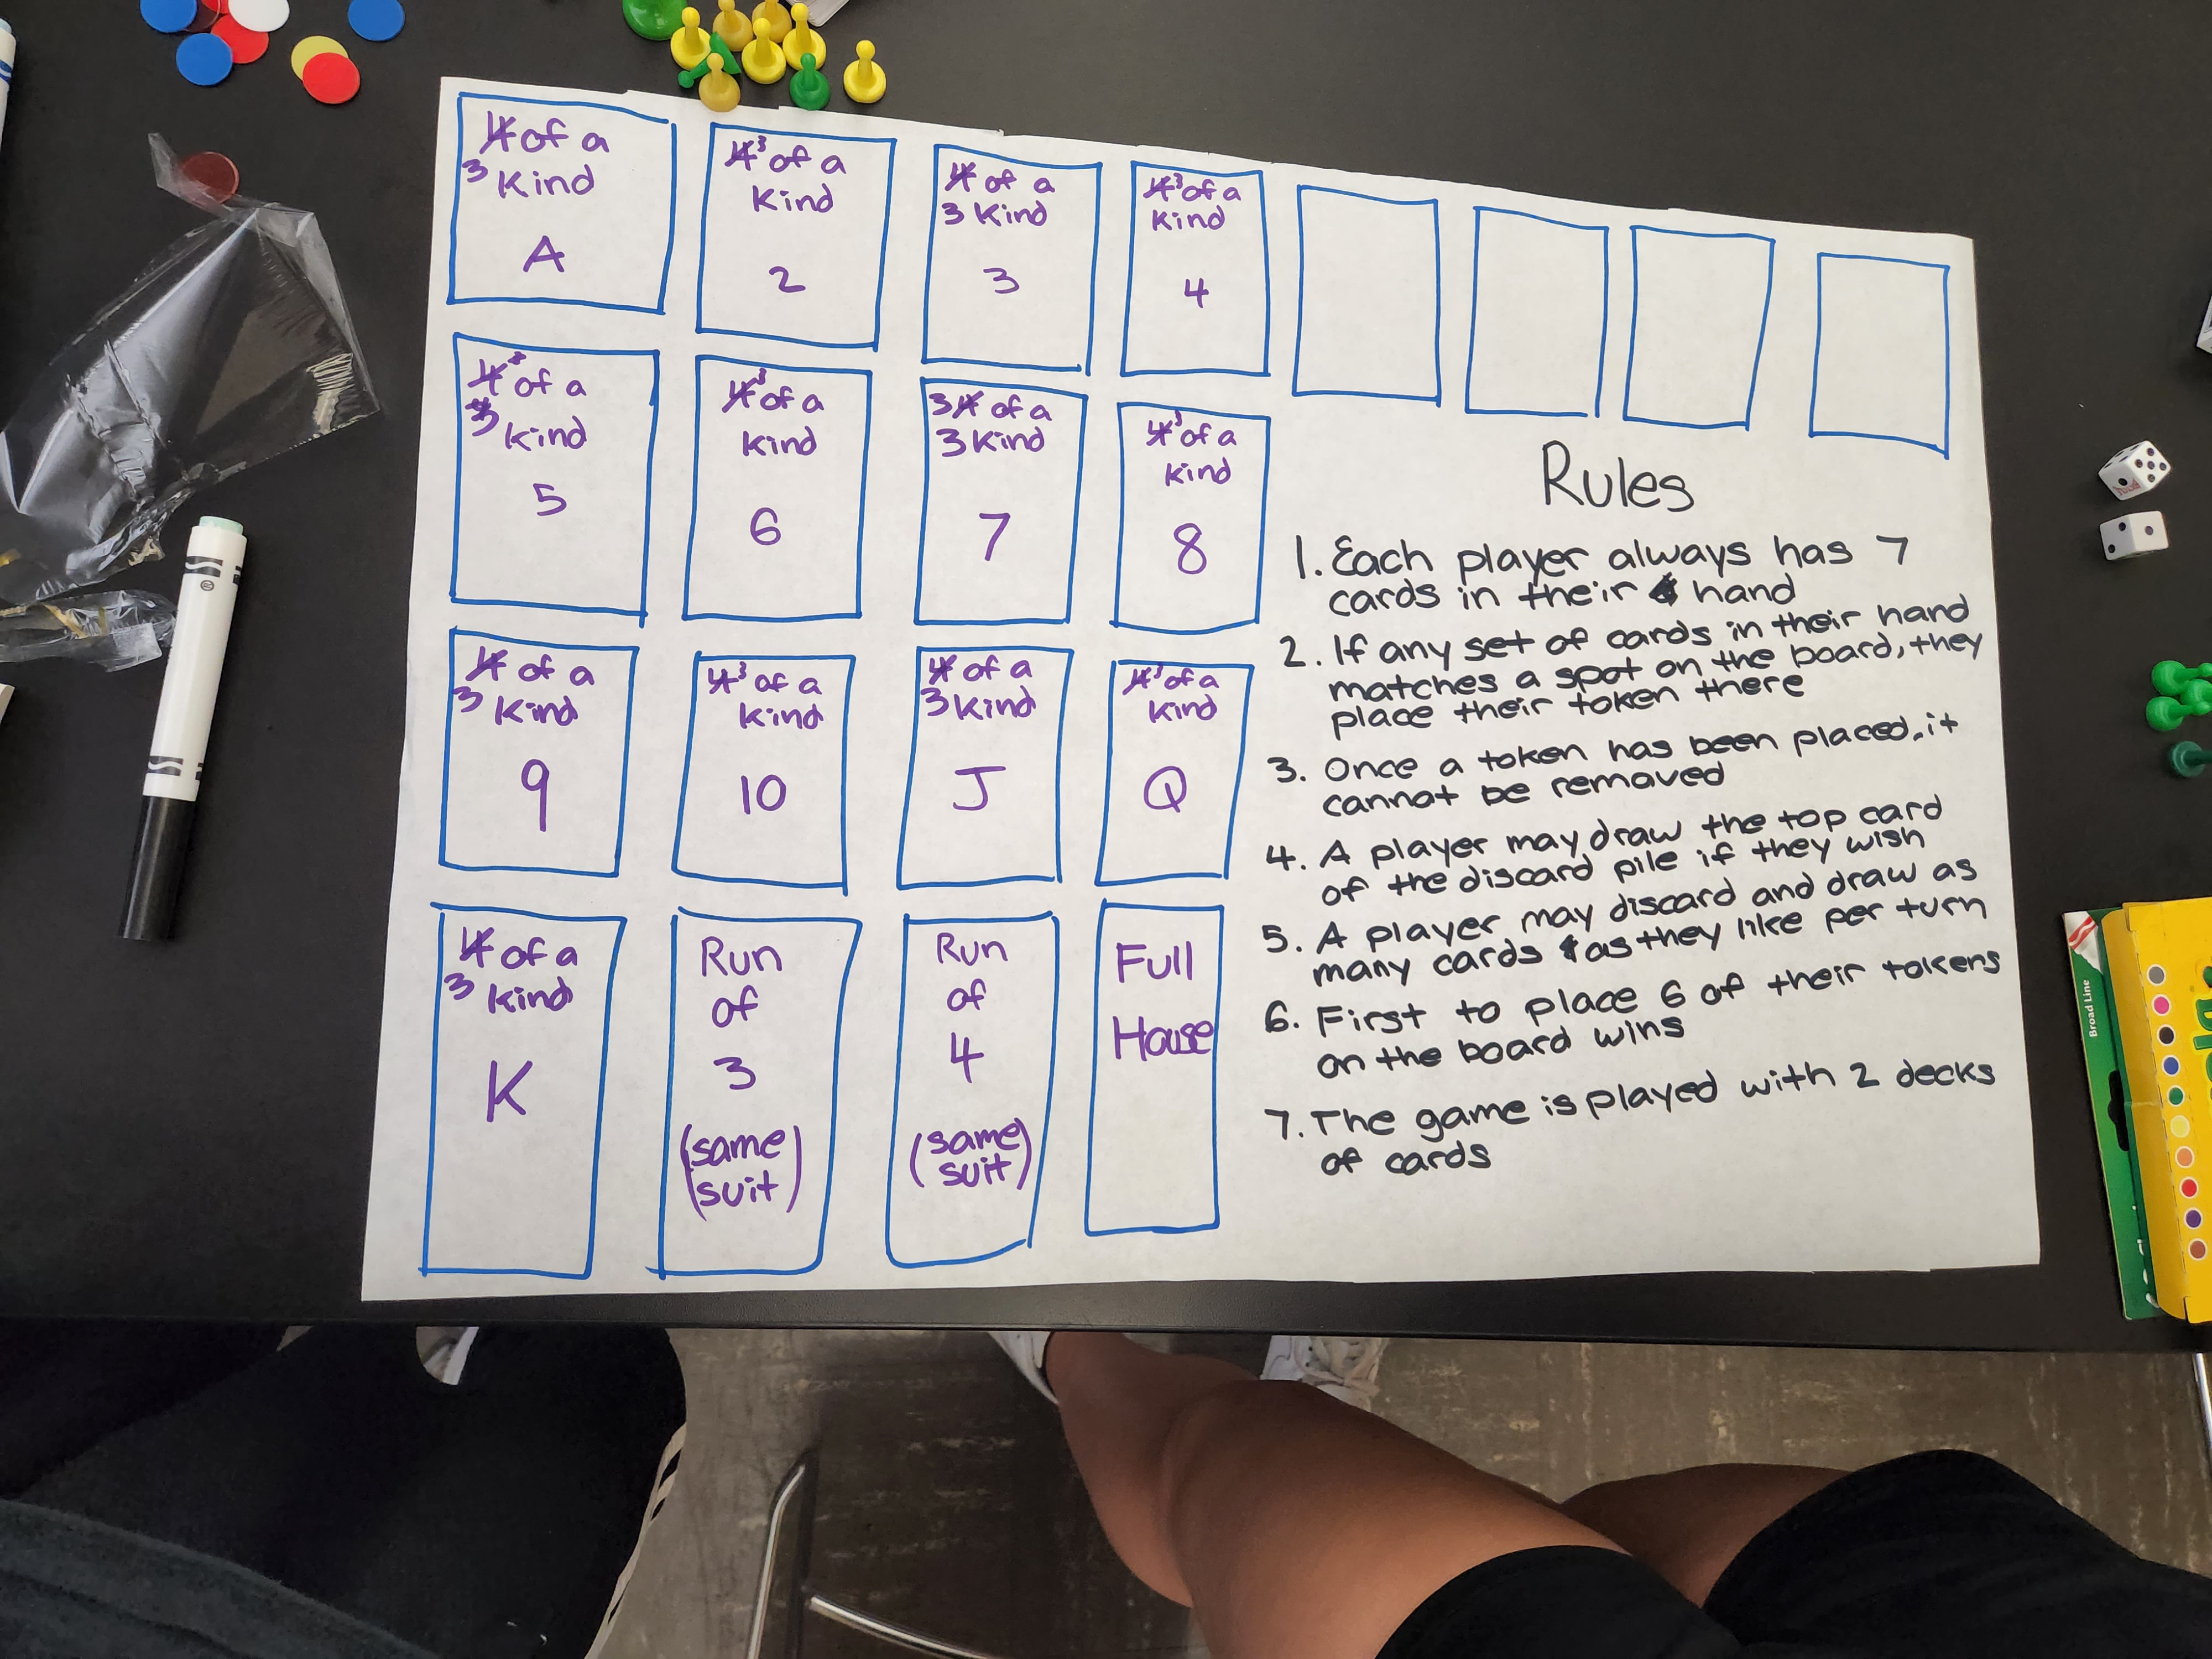 3 of a
Kind
A
3 of a
Kind
2
of a
3 Kind
3
3 of a
Kind
4
3 of a
3 Kind
5
3 of a
Kind
6
3 of a
3 Kind
7
3 of a
Kind
8
of a
3 Kind
9
3 of a
Kind
10
of a
3 Kind
J
3 of a
Kind
Q
of a
3 Kind
K
Run
of
3
(same
suit)
Run
of
4
(same
suit)
Full
House
Rules
1. Each player always has 7
cards in their hand
2. If any set of cards in their hand
matches a spot on the board, they
place their token there
3. Once a token has been placed, it
cannot be removed
4. A player may draw the top card
of the discard pile if they wish
5. A player may discard and draw as
many cards as they like per turn
6. First to place 6 of their tokens
on the board wins
7. The game is played with 2 decks
of cards
Broad Line